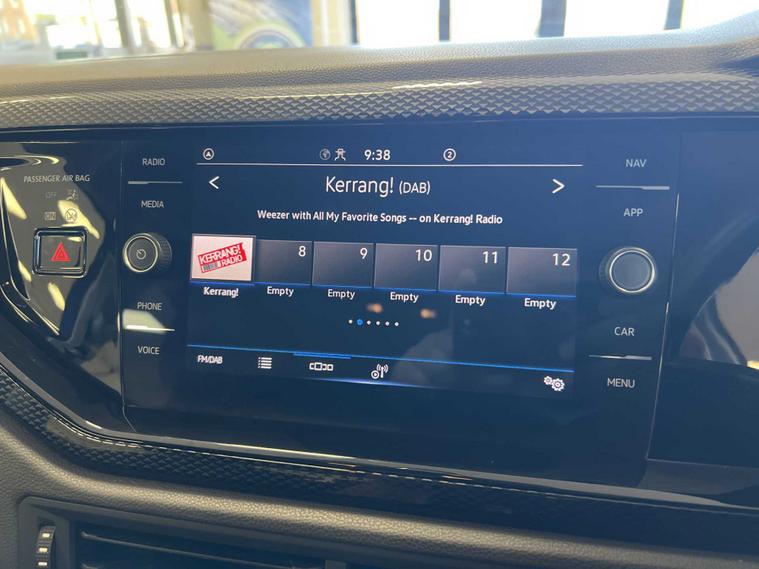 9:38
2
RADIO
MEDIA
PHONE
VOICE
PASSENGER AIR BAG
OFF
ON
Kerrang! (DAB)
Weezer with All My Favorite Songs -- on Kerrang! Radio
KERRANG!
RADIO
8
9
10
11
12
Kerrang!
Empty
Empty
Empty
Empty
Empty
FM/DAB
NAV
APP
CAR
MENU